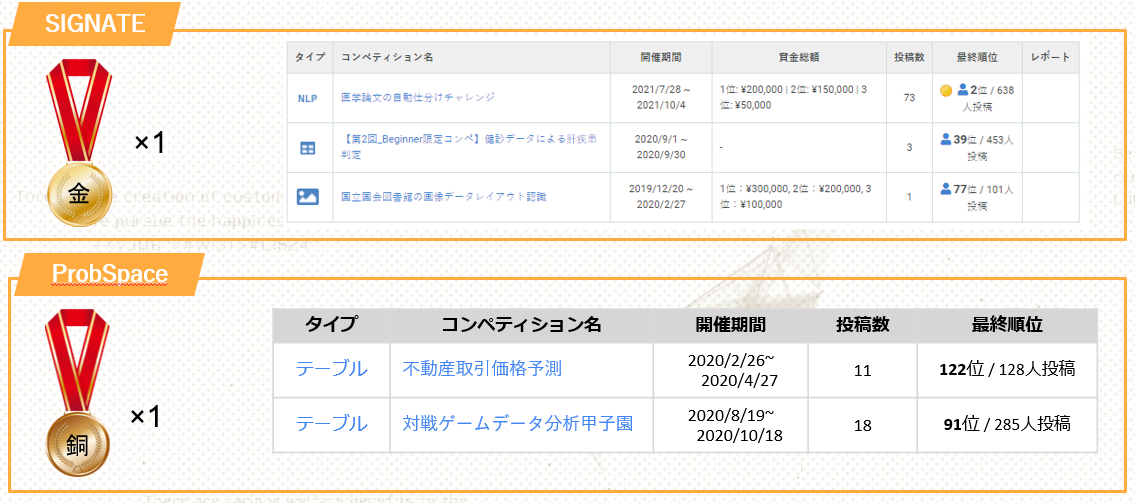 SIGNATE
金
×1
タイプ コンペティション名 開催期間 賞金総額 投稿数 最終順位 レポート
NLP 医学論文の自動仕分けチャレンジ 2021/7/28 ~ 2021/10/4 1位: ¥200,000 | 2位: ¥150,000 | 3位: ¥50,000 73 2位 / 638人投稿
【第2回_Beginner限定コンペ】健診データによる肝疾患判定 2020/9/1 ~ 2020/9/30 - 3 39位 / 453人投稿
国立国会図書館の画像データレイアウト認識 2019/12/20 ~ 2020/2/27 1位：¥300,000, 2位：¥200,000, 3位：¥100,000 1 77位 / 101人投稿
ProbSpace
銅
×1
タイプ コンペティション名 開催期間 投稿数 最終順位
テーブル 不動産取引価格予測 2020/2/26~ 2020/4/27 11 122位 / 128人投稿
テーブル 対戦ゲームデータ分析甲子園 2020/8/19~ 2020/10/18 18 91位 / 285人投稿